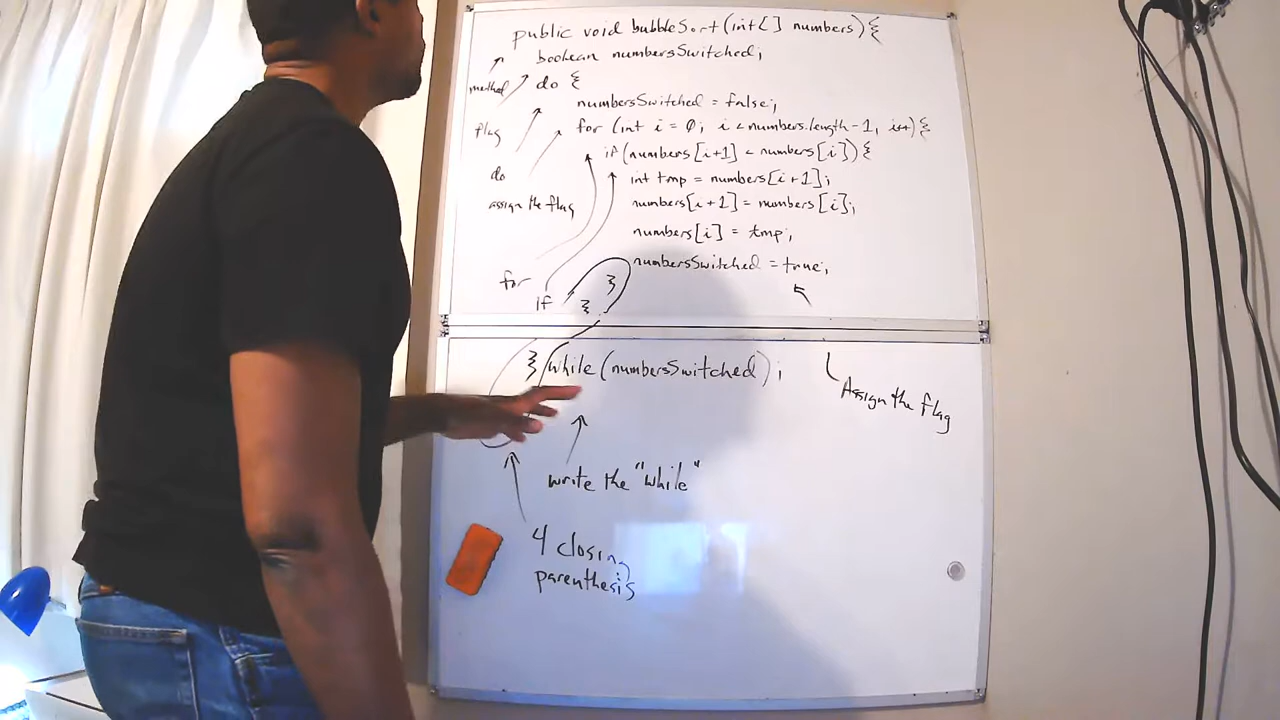 public void bubbleSort(int[] numbers){
boolean numbersSwitched;
method
do {
numbersSwitched = false;
flag
for (int i = 0; i < numbers.length-1; i++){
if(numbers[i+1] < numbers[i]){
do
int tmp = numbers[i+1];
assign the flag
numbers[i+1] = numbers[i];
numbers[i] = tmp;
numbersSwitched = true;
for
}
if
}
} while (numbersSwitched);
Assign the flag
write the "while"
4 closing
parenthesis